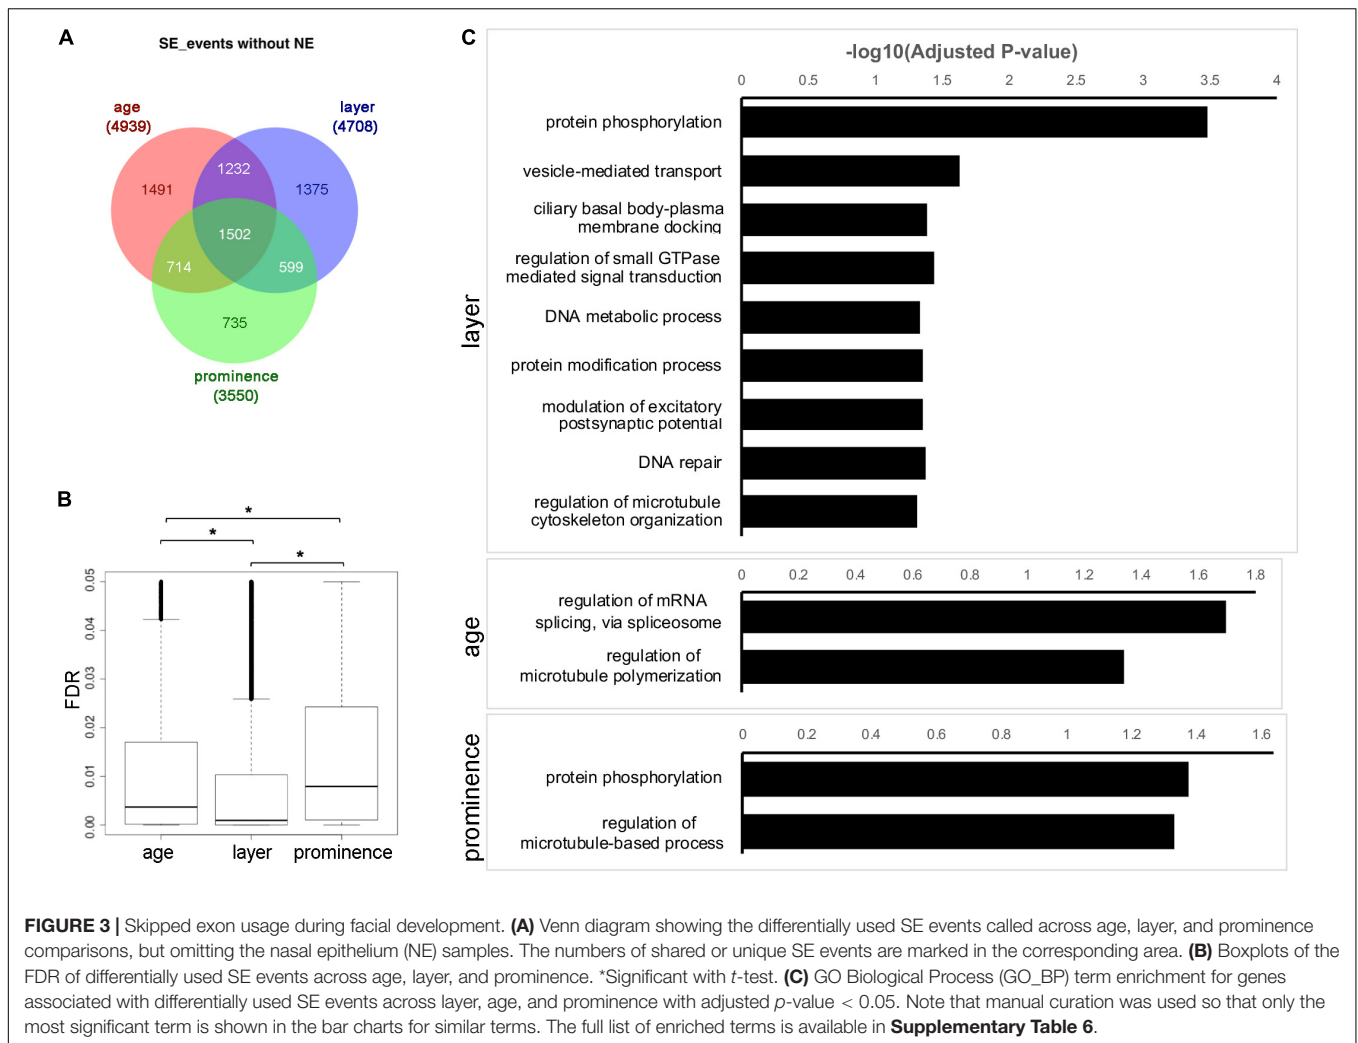 A
SE_events without NE
age
(4939)
layer
(4708)
1232
1491
1375
1502
714
599
735
prominence
(3550)
B
*
*
*
FDR
0.05
0.04
0.03
0.02
0.01
0.00
age
layer
prominence
C
-log10(Adjusted P-value)
0 0.5 1 1.5 2 2.5 3 3.5 4
layer
protein phosphorylation
vesicle-mediated transport
ciliary basal body-plasma
membrane docking
regulation of small GTPase
mediated signal transduction
DNA metabolic process
protein modification process
modulation of excitatory
postsynaptic potential
DNA repair
regulation of microtubule
cytoskeleton organization
0 0.2 0.4 0.6 0.8 1 1.2 1.4 1.6 1.8
age
regulation of mRNA
splicing, via spliceosome
regulation of
microtubule polymerization
0 0.2 0.4 0.6 0.8 1 1.2 1.4 1.6
prominence
protein phosphorylation
regulation of
microtubule-based process
FIGURE 3 | Skipped exon usage during facial development. (A) Venn diagram showing the differentially used SE events called across age, layer, and prominence
comparisons, but omitting the nasal epithelium (NE) samples. The numbers of shared or unique SE events are marked in the corresponding area. (B) Boxplots of the
FDR of differentially used SE events across age, layer, and prominence. *Significant with t-test. (C) GO Biological Process (GO_BP) term enrichment for genes
associated with differentially used SE events across layer, age, and prominence with adjusted p-value < 0.05. Note that manual curation was used so that only the
most significant term is shown in the bar charts for similar terms. The full list of enriched terms is available in Supplementary Table 6.